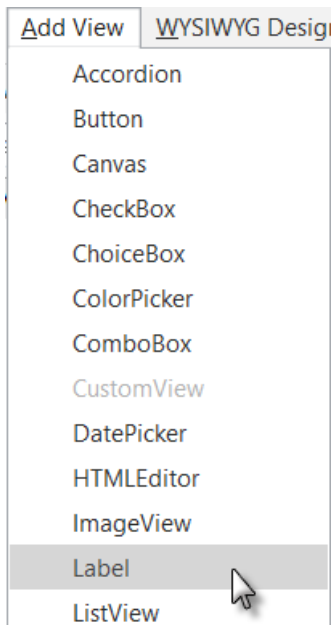 Add View WYSIWYG Desig
Accordion
Button
Canvas
CheckBox
ChoiceBox
ColorPicker
ComboBox
CustomView
DatePicker
HTMLEditor
ImageView
Label
ListView